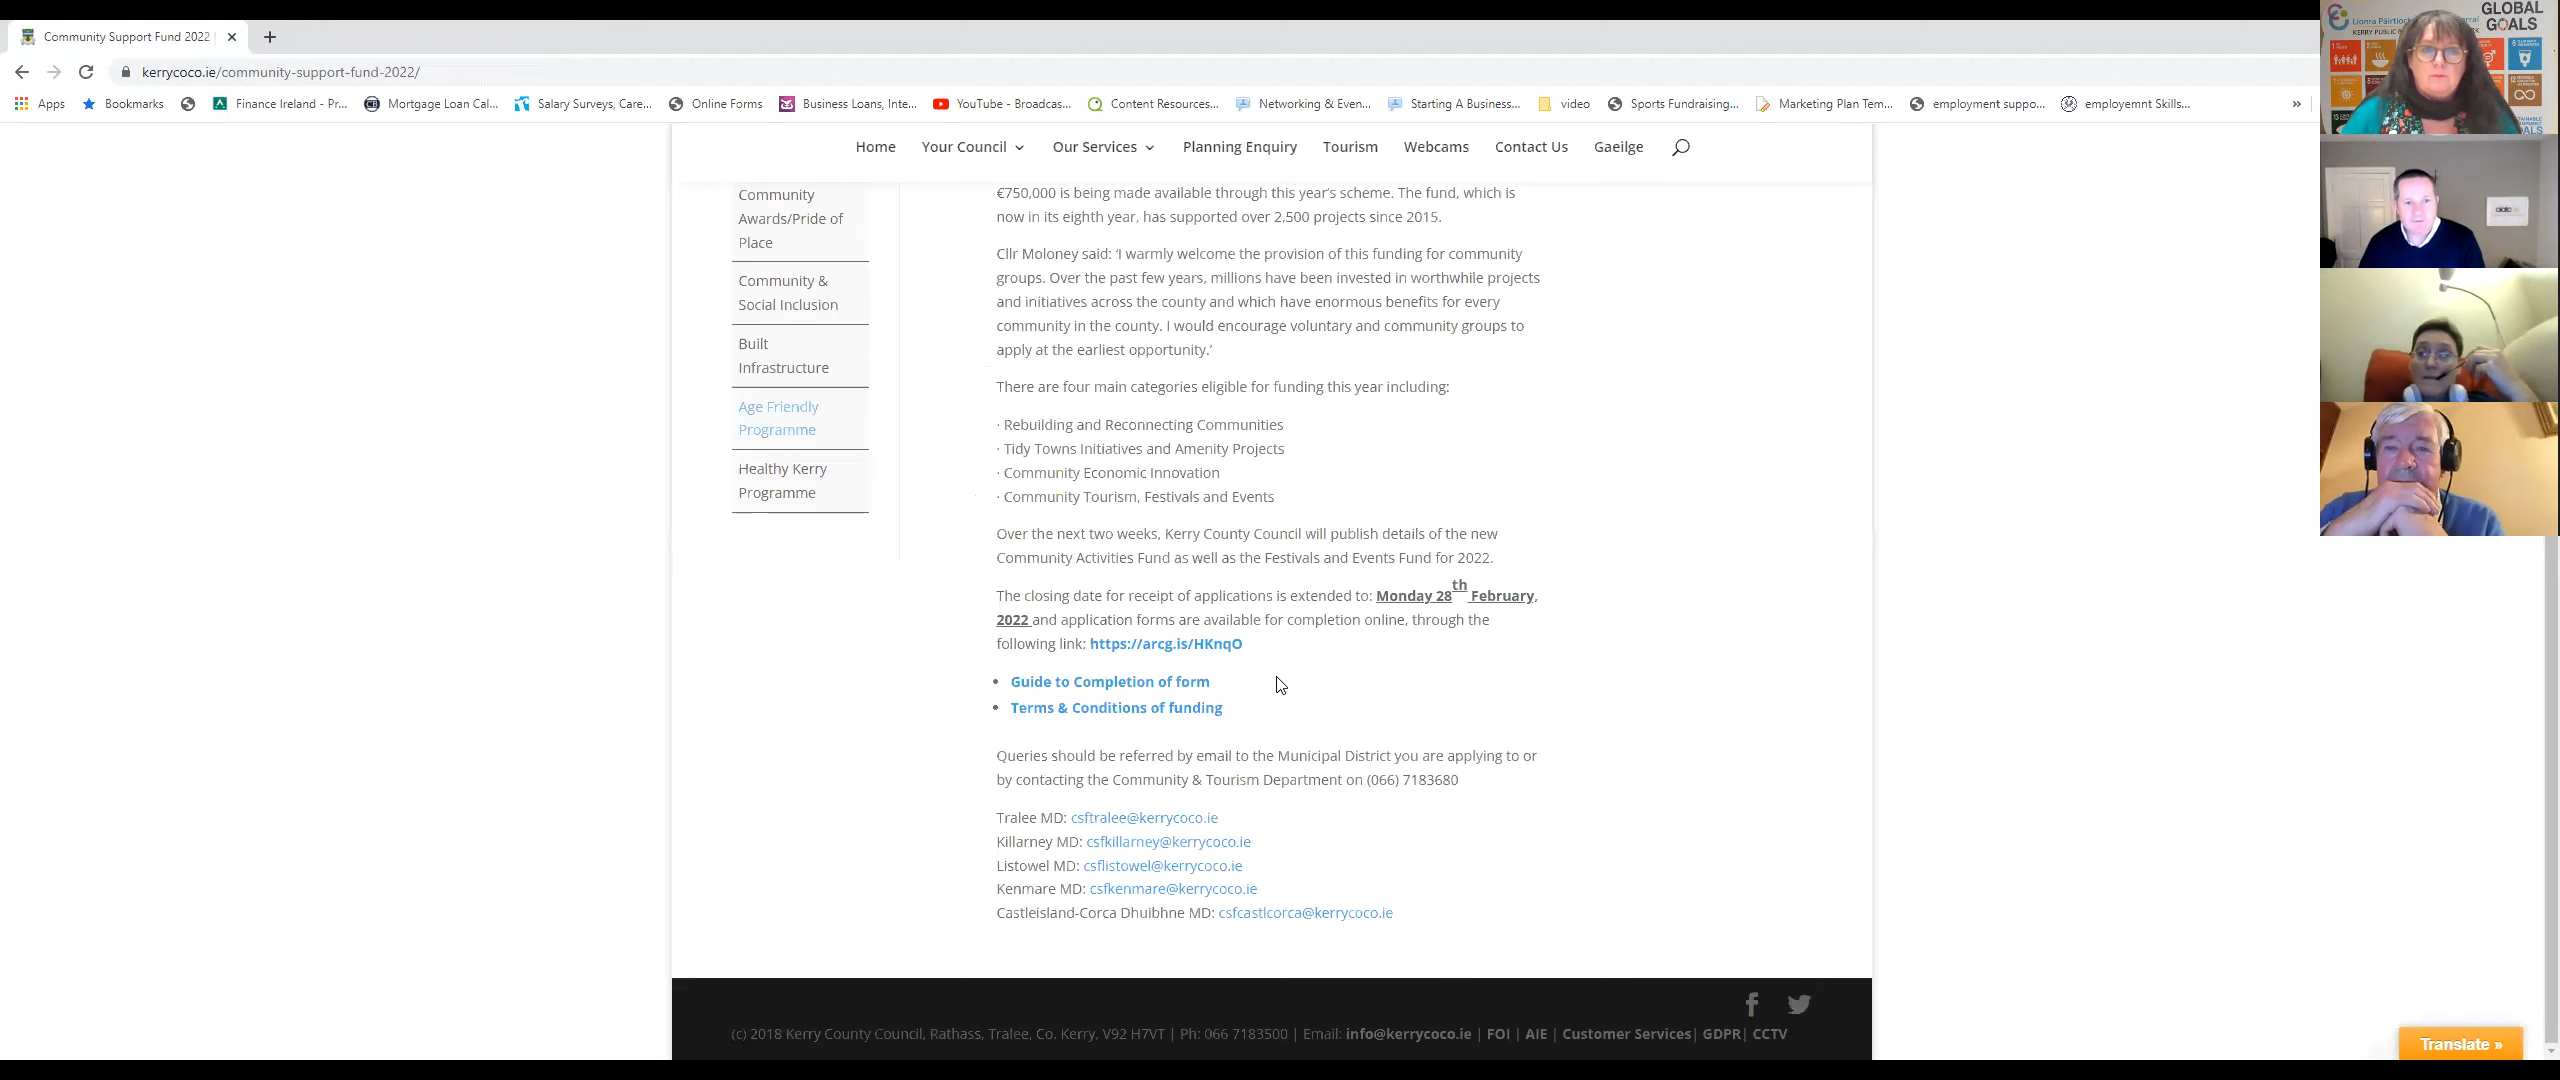 Community Support Fund 2022
kerrycoco.ie/community-support-fund-2022/
Apps Bookmarks Finance Ireland - Pr... Mortgage Loan Cal... Salary Surveys, Care... Online Forms Business Loans, Inte... YouTube - Broadcas... Content Resources... Networking & Even... Starting A Business... video Sports Fundraising... Marketing Plan Tem... employment suppo... employemnt Skills... »
Home Your Council Our Services Planning Enquiry Tourism Webcams Contact Us Gaeilge
Community
Awards/Pride of
Place
Community &
Social Inclusion
Built
Infrastructure
Age Friendly
Programme
Healthy Kerry
Programme
€750,000 is being made available through this year’s scheme. The fund, which is
now in its eighth year, has supported over 2,500 projects since 2015.
Cllr Moloney said: ‘I warmly welcome the provision of this funding for community
groups. Over the past few years, millions have been invested in worthwhile projects
and initiatives across the county and which have enormous benefits for every
community in the county. I would encourage voluntary and community groups to
apply at the earliest opportunity.’
There are four main categories eligible for funding this year including:
· Rebuilding and Reconnecting Communities
· Tidy Towns Initiatives and Amenity Projects
· Community Economic Innovation
· Community Tourism, Festivals and Events
Over the next two weeks, Kerry County Council will publish details of the new
Community Activities Fund as well as the Festivals and Events Fund for 2022.
The closing date for receipt of applications is extended to: Monday 28th February,
2022 and application forms are available for completion online, through the
following link: https://arcg.is/HKnqO
• Guide to Completion of form
• Terms & Conditions of funding
Queries should be referred by email to the Municipal District you are applying to or
by contacting the Community & Tourism Department on (066) 7183680
Tralee MD: csftralee@kerrycoco.ie
Killarney MD: csfkillarney@kerrycoco.ie
Listowel MD: csflistowel@kerrycoco.ie
Kenmare MD: csfkenmare@kerrycoco.ie
Castleisland-Corca Dhuibhne MD: csfcastlcorca@kerrycoco.ie
(c) 2018 Kerry County Council, Rathass, Tralee, Co. Kerry, V92 H7VT | Ph: 066 7183500 | Email: info@kerrycoco.ie | FOI | AIE | Customer Services| GDPR| CCTV
Translate »
GLOBAL
GOALS
Líonra Páirtíoch
KERRY PUBLIC